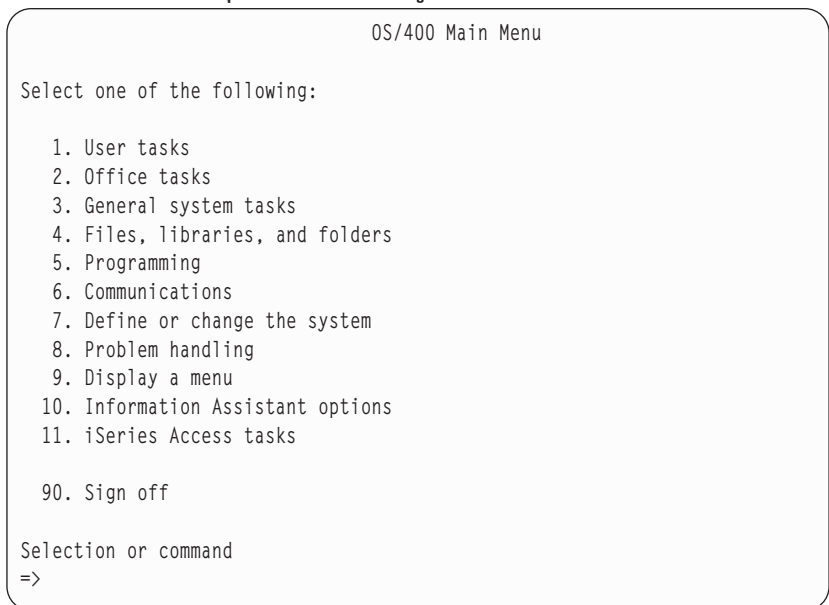 OS/400 Main Menu
Select one of the following:
1. User tasks
2. Office tasks
3. General system tasks
4. Files, libraries, and folders
5. Programming
6. Communications
7. Define or change the system
8. Problem handling
9. Display a menu
10. Information Assistant options
11. iSeries Access tasks
90. Sign off
Selection or command
=>